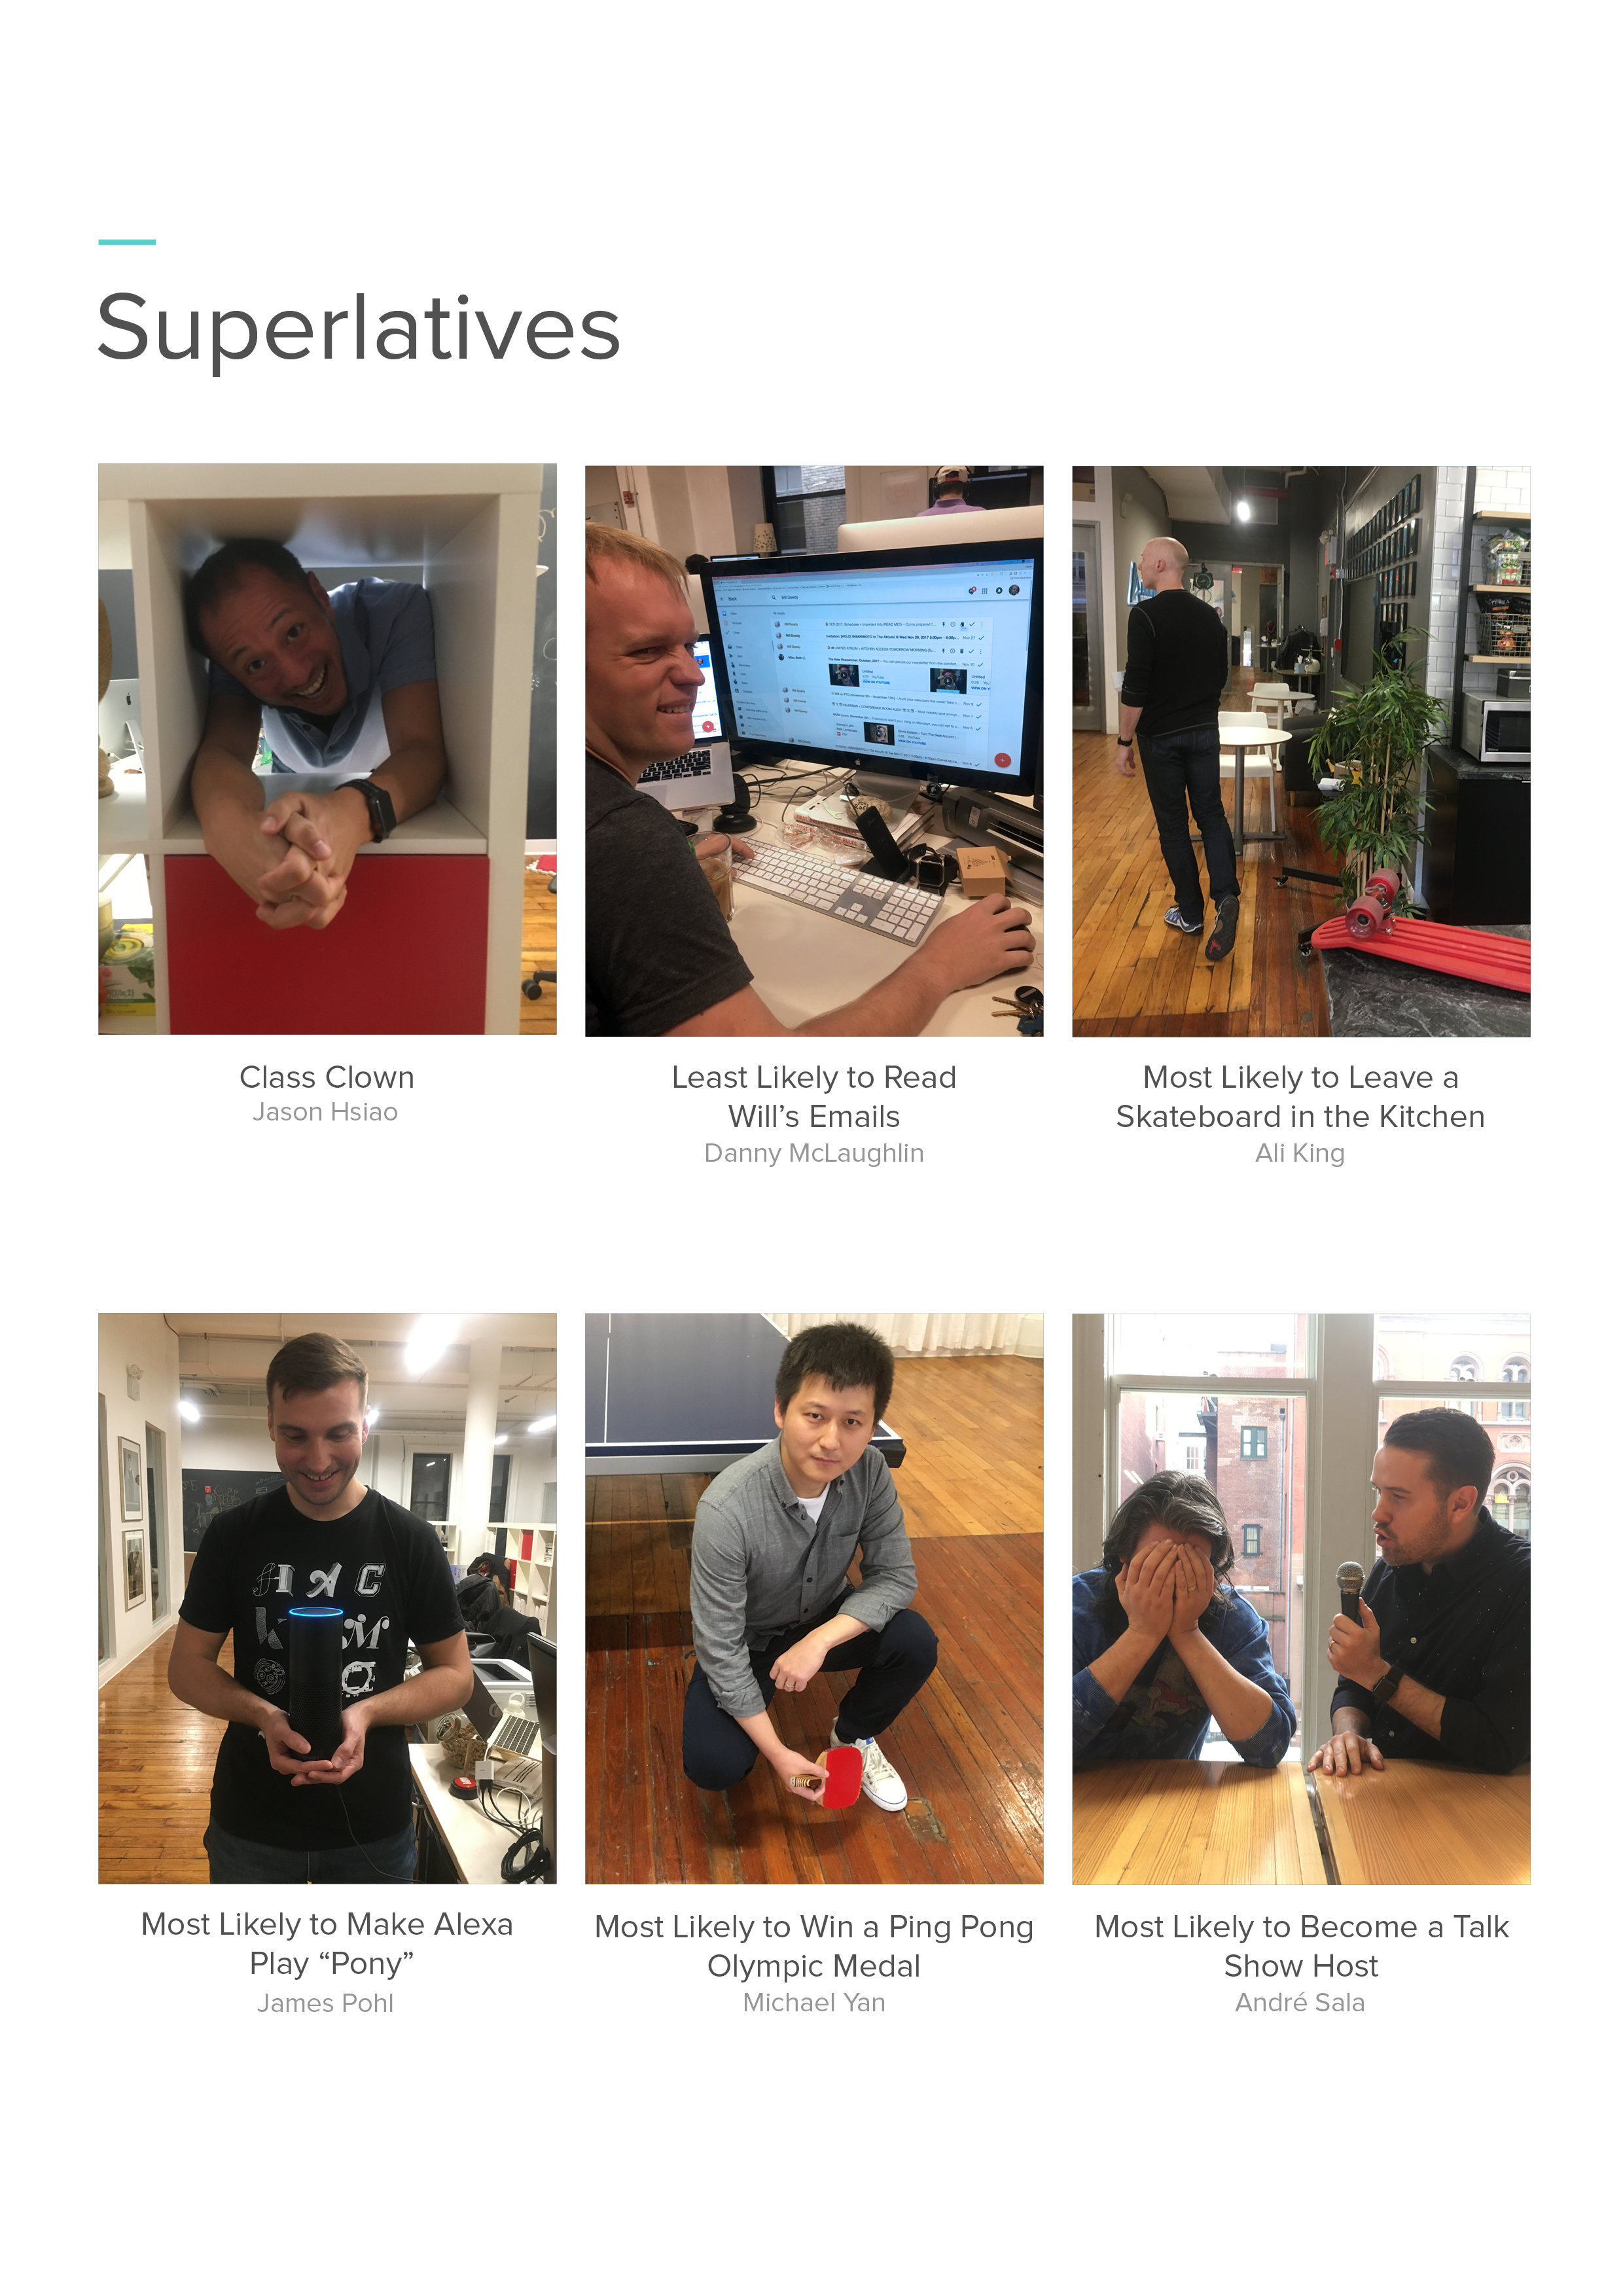 Superlatives
Class Clown
Jason Hsiao
Least Likely to Read
Will’s Emails
Danny McLaughlin
Most Likely to Leave a
Skateboard in the Kitchen
Ali King
Most Likely to Make Alexa
Play “Pony”
James Pohl
Most Likely to Win a Ping Pong
Olympic Medal
Michael Yan
Most Likely to Become a Talk
Show Host
André Sala